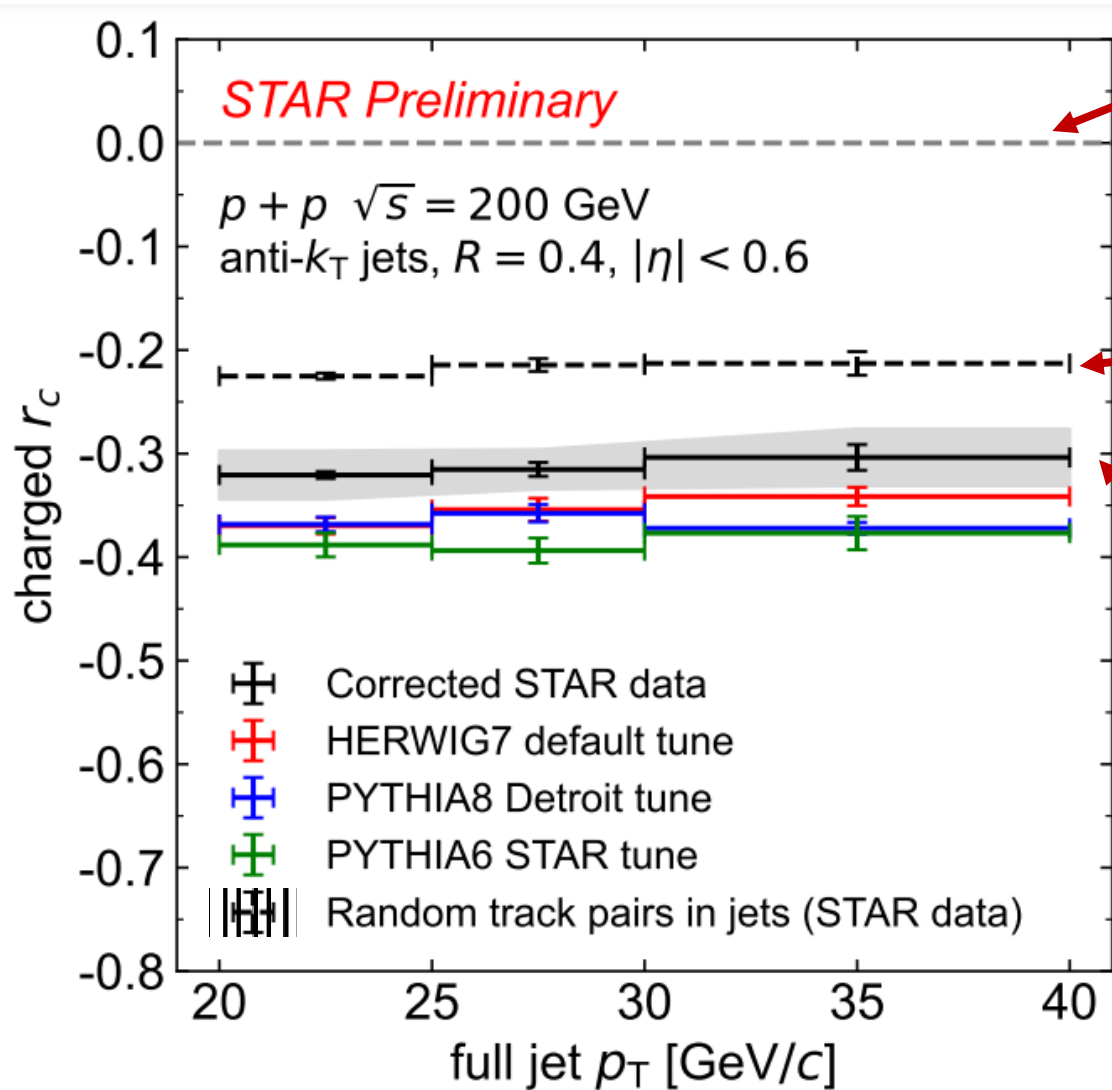 STAR Preliminary
p + p √s = 200 GeV
anti-k_T jets, R = 0.4, |η| < 0.6
charged r_c
0.1
0.0
-0.1
-0.2
-0.3
-0.4
-0.5
-0.6
-0.7
-0.8
Corrected STAR data
HERWIG7 default tune
PYTHIA8 Detroit tune
PYTHIA6 STAR tune
Random track pairs in jets (STAR data)
20 25 30 35 40
full jet p_T [GeV/c]